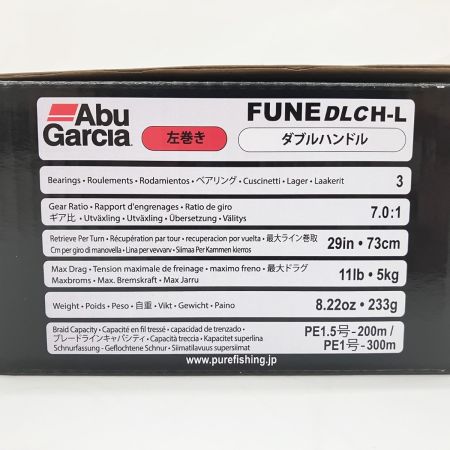 Abu
Garcia
FUNE DLC H-L
左巻き
ダブルハンドル
Bearings・Roulements・Rodamientos・ベアリング・Cuscinetti・Lager・Laakerit
3
Gear Ratio・Rapport d'engrenages・Ratio de giro
ギア比・Utväxling・Utväxling・Übersetzung・Välitys
7.0:1
Retrieve Per Turn・Récupération par tour・recuperacion por vuelta・最大ライン巻取
Cm per giro di manovella・Lina per vevvarv・Siimaa Per Kammen kierros
29in・73cm
Max Drag・Tension maximale de freinage・maximo freno・最大ドラグ
Maxbroms・Max. Bremskraft・Max Jarru
11lb・5kg
Weight・Poids・Peso・自重・Vikt・Gewicht・Paino
8.22oz・233g
Braid Capacity・Capacité en fil tressé・capacidad de trenzado・
ブレードラインキャパシティ・Capacità treccia・Kapacitet superlina
Schnurfassung - Geflochtene Schnur・Siimatilavuus supersiimat
PE1.5号-200m /
PE1号-300m
www.purefishing.jp